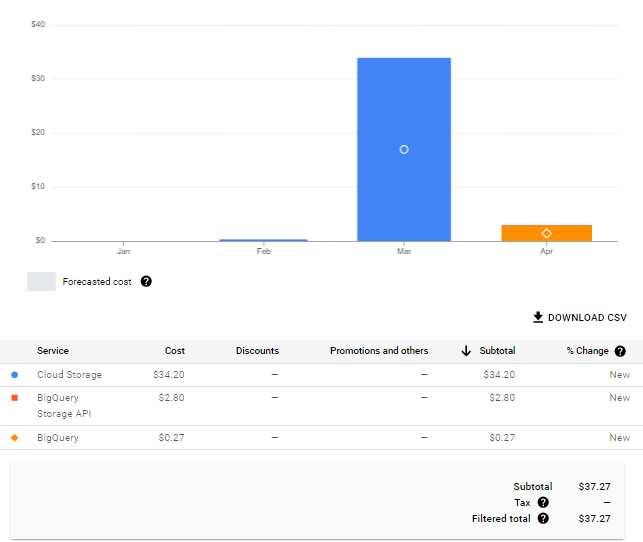 $40
$30
$20
$10
$0
Jan Feb Mar Apr
Forecasted cost ?
DOWNLOAD CSV
Service Cost Discounts Promotions and others Subtotal % Change ?
Cloud Storage $34.20 — — $34.20 New
BigQuery $2.80 — — $2.80 New
Storage API
BigQuery $0.27 — — $0.27 New
Subtotal $37.27
Tax ? —
Filtered total ? $37.27